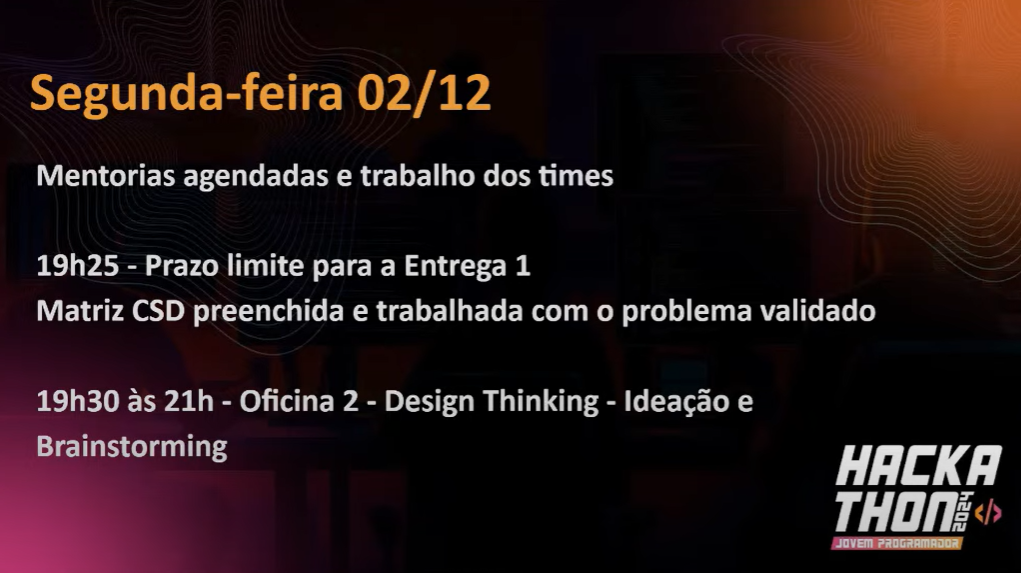 Segunda-feira 02/12
Mentorias agendadas e trabalho dos times
19h25 - Prazo limite para a Entrega 1
Matriz CSD preenchida e trabalhada com o problema validado
19h30 às 21h - Oficina 2 - Design Thinking - Ideação e
Brainstorming
HACKA
THON 2024 </>
JOVEM PROGRAMADOR